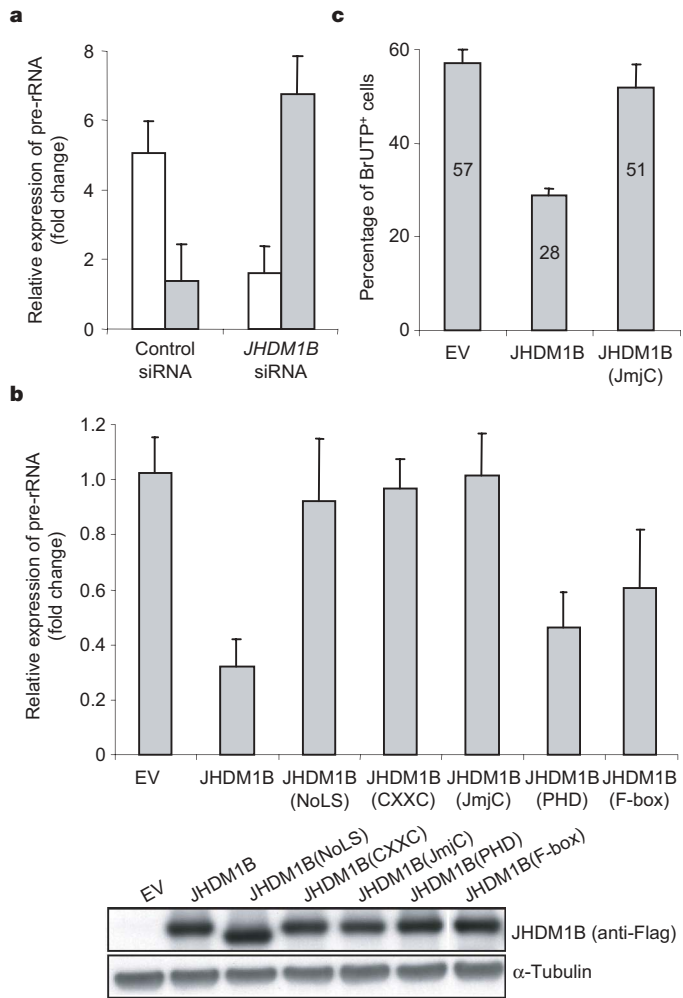 a
Relative expression of pre-rRNA
(fold change)
8
6
4
2
0
Control
siRNA
JHDM1B
siRNA
c
Percentage of BrUTP⁺ cells
60
40
20
0
57
28
51
EV
JHDM1B
JHDM1B
(JmjC)
b
Relative expression of pre-rRNA
(fold change)
1.2
1.0
0.8
0.6
0.4
0.2
0
EV
JHDM1B
JHDM1B
(NoLS)
JHDM1B
(CXXC)
JHDM1B
(JmjC)
JHDM1B
(PHD)
JHDM1B
(F-box)
EV
JHDM1B
JHDM1B(NoLS)
JHDM1B(CXXC)
JHDM1B(JmjC)
JHDM1B(PHD)
JHDM1B(F-box)
JHDM1B (anti-Flag)
α-Tubulin